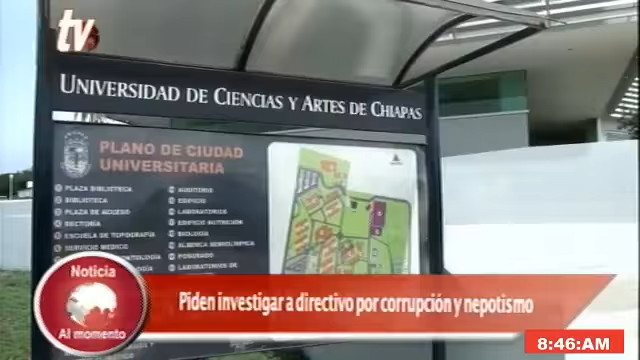 tv
UNIVERSIDAD DE CIENCIAS Y ARTES DE CHIAPAS
PLANO DE CIUDAD
UNIVERSITARIA
PLAZA BIBLIOTECA
BIBLIOTECA
PLAZA DE ACCESO
RECTORÍA
ESCUELA DE TOPOGRAFÍA
SERVICIO MEDICO
AUDITORIO
EDIFICIO
LABORATORIOS
EDIFICIO NUTRICIÓN
BIOLOGÍA
ALBERCA SEMIOLIMPICA
POSGRADO
LABORATORIOS DE
Noticia
Al momento
Piden investigar a directivo por corrupción y nepotismo
8:46:AM